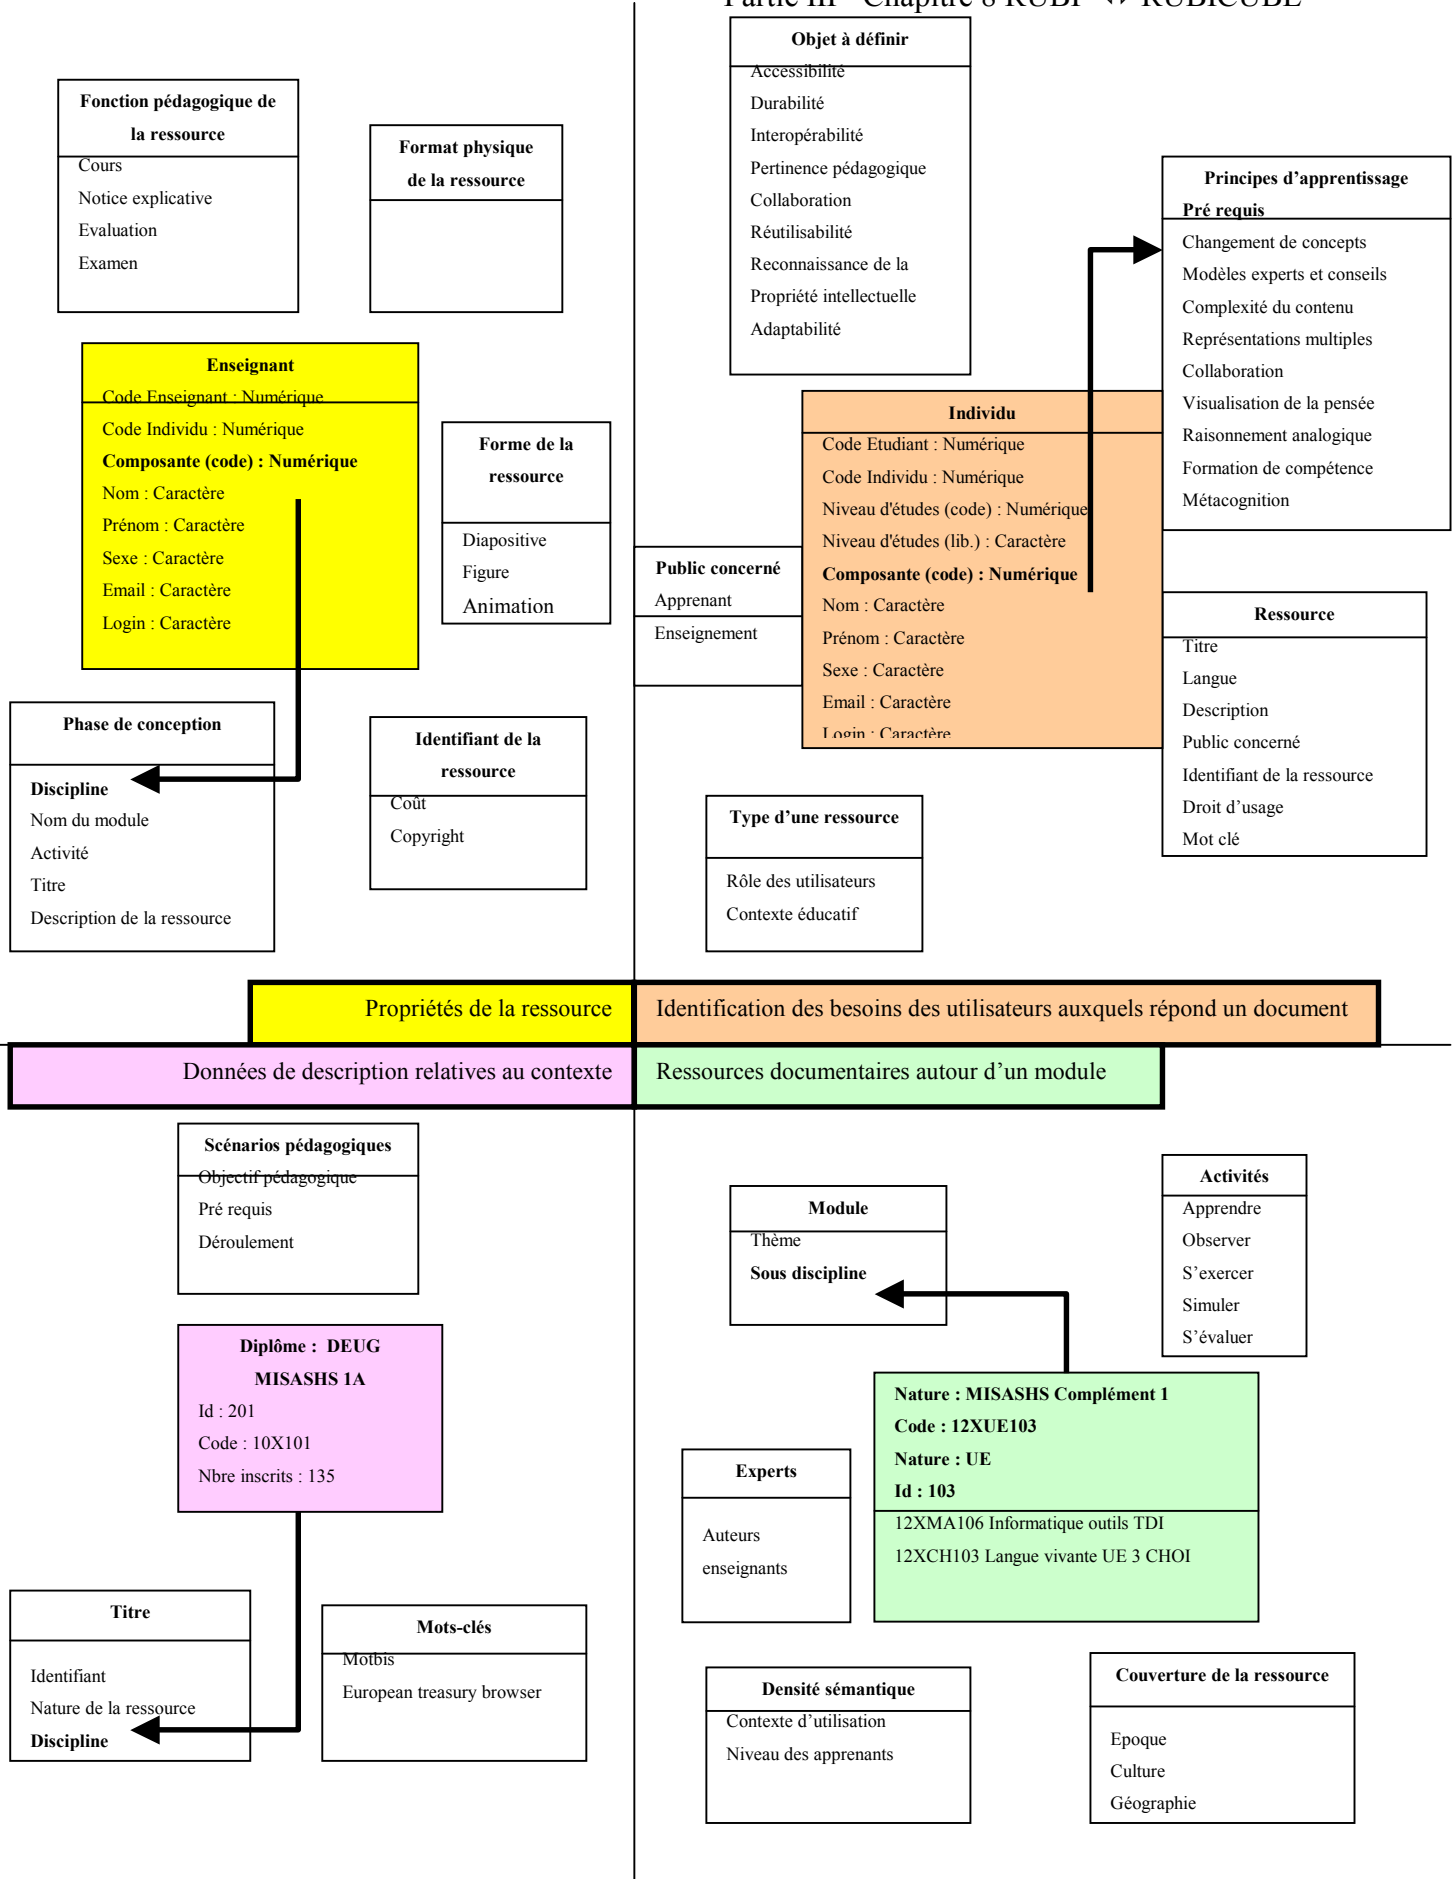 Partie III - Chapitre 8 RUBI³ ↔ RUBICUBE
Fonction pédagogique de
la ressource
Cours
Notice explicative
Evaluation
Examen
Format physique
de la ressource
Enseignant
Code Enseignant : Numérique
Code Individu : Numérique
Composante (code) : Numérique
Nom : Caractère
Prénom : Caractère
Sexe : Caractère
Email : Caractère
Login : Caractère
Forme de la
ressource
Diapositive
Figure
Animation
Phase de conception
Discipline
Nom du module
Activité
Titre
Description de la ressource
Identifiant de la
ressource
Coût
Copyright
Objet à définir
Accessibilité
Durabilité
Interopérabilité
Pertinence pédagogique
Collaboration
Réutilisabilité
Reconnaissance de la
Propriété intellectuelle
Adaptabilité
Principes d’apprentissage
Pré requis
Changement de concepts
Modèles experts et conseils
Complexité du contenu
Représentations multiples
Collaboration
Visualisation de la pensée
Raisonnement analogique
Formation de compétence
Métacognition
Individu
Code Etudiant : Numérique
Code Individu : Numérique
Niveau d'études (code) : Numérique
Niveau d'études (lib.) : Caractère
Composante (code) : Numérique
Nom : Caractère
Prénom : Caractère
Sexe : Caractère
Email : Caractère
Login : Caractère
Public concerné
Apprenant
Enseignement
Ressource
Titre
Langue
Description
Public concerné
Identifiant de la ressource
Droit d’usage
Mot clé
Type d’une ressource
Rôle des utilisateurs
Contexte éducatif
Propriétés de la ressource
Identification des besoins des utilisateurs auxquels répond un document
Données de description relatives au contexte
Ressources documentaires autour d’un module
Scénarios pédagogiques
Objectif pédagogique
Pré requis
Déroulement
Diplôme :  DEUG
MISASHS 1A
Id : 201
Code : 10X101
Nbre inscrits : 135
Titre
Identifiant
Nature de la ressource
Discipline
Mots-clés
Motbis
European treasury browser
Module
Thème
Sous discipline
Activités
Apprendre
Observer
S’exercer
Simuler
S’évaluer
Nature : MISASHS Complément 1
Code : 12XUE103
Nature : UE
Id : 103
12XMA106 Informatique outils TDI
12XCH103 Langue vivante UE 3 CHOI
Experts
Auteurs
enseignants
Densité sémantique
Contexte d’utilisation
Niveau des apprenants
Couverture de la ressource
Epoque
Culture
Géographie